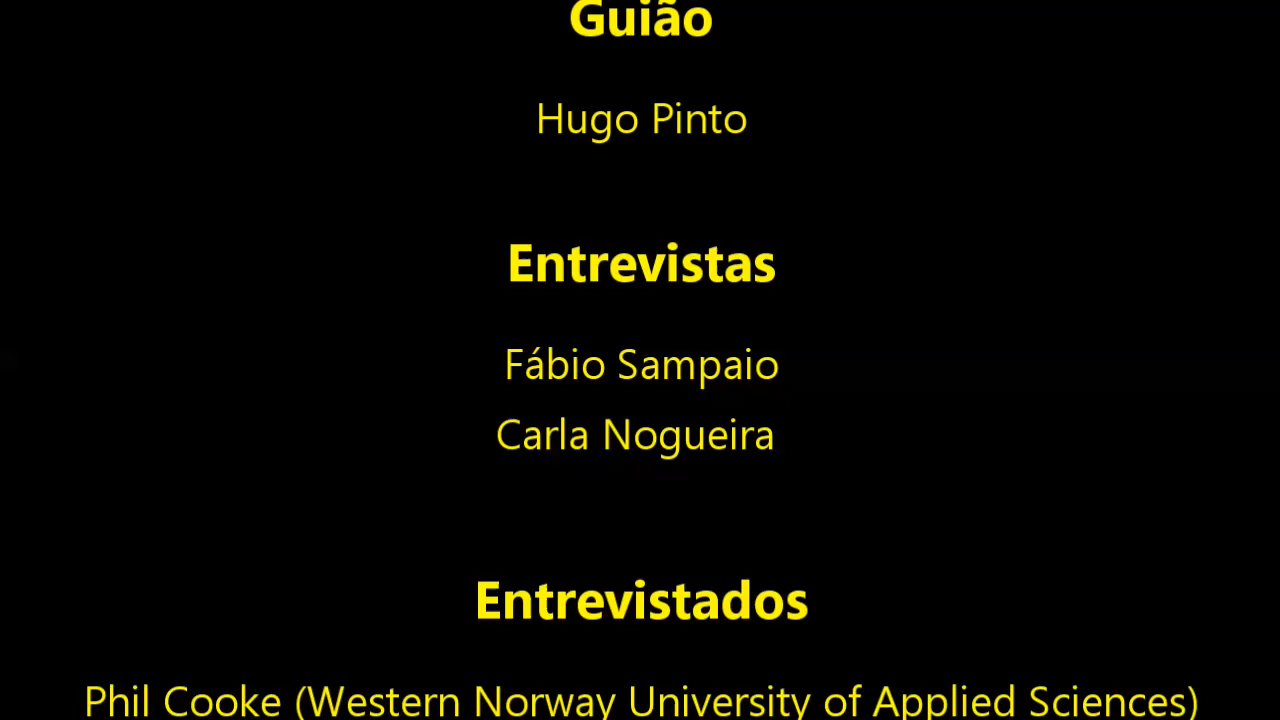 Guião
Hugo Pinto
Entrevistas
Fábio Sampaio
Carla Nogueira
Entrevistados
Phil Cooke (Western Norway University of Applied Sciences)